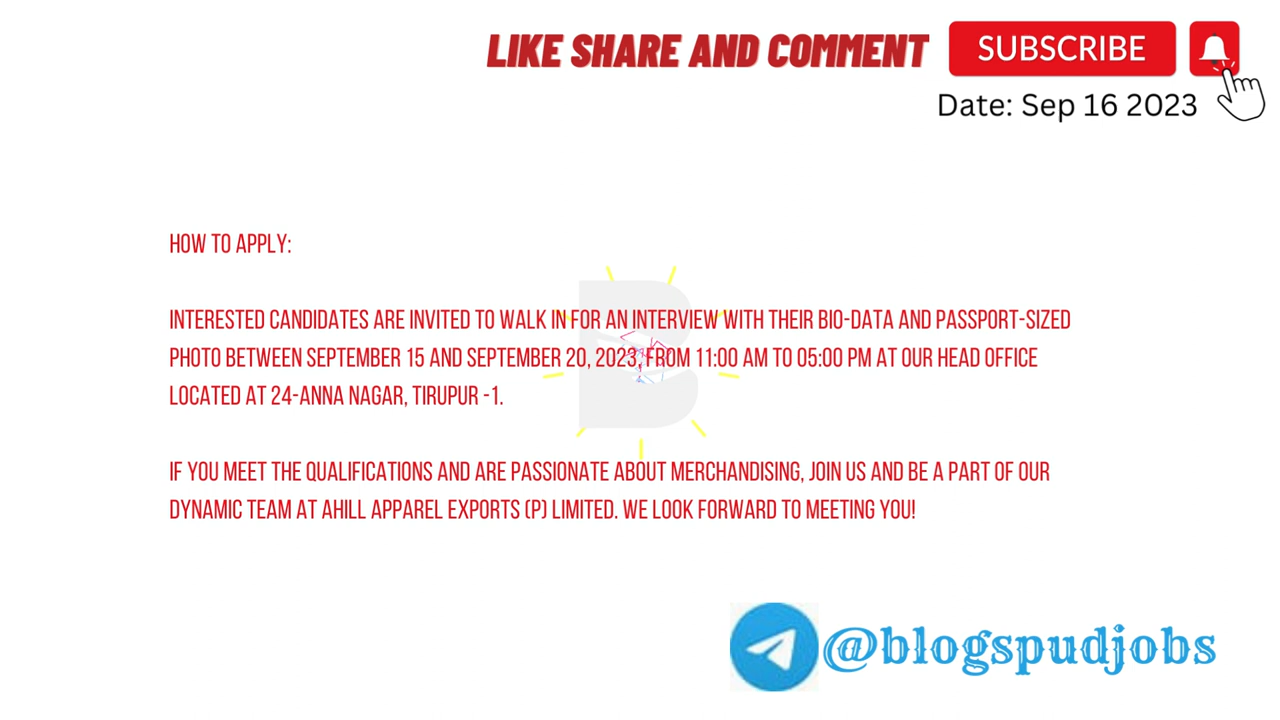 LIKE SHARE AND COMMENT SUBSCRIBE
Date: Sep 16 2023
HOW TO APPLY:
INTERESTED CANDIDATES ARE INVITED TO WALK IN FOR AN INTERVIEW WITH THEIR BIO-DATA AND PASSPORT-SIZED
PHOTO BETWEEN SEPTEMBER 15 AND SEPTEMBER 20, 2023, FROM 11:00 AM TO 05:00 PM AT OUR HEAD OFFICE
LOCATED AT 24-ANNA NAGAR, TIRUPUR -1.
IF YOU MEET THE QUALIFICATIONS AND ARE PASSIONATE ABOUT MERCHANDISING, JOIN US AND BE A PART OF OUR
DYNAMIC TEAM AT AHILL APPAREL EXPORTS (P) LIMITED. WE LOOK FORWARD TO MEETING YOU!
@blogspudjobs